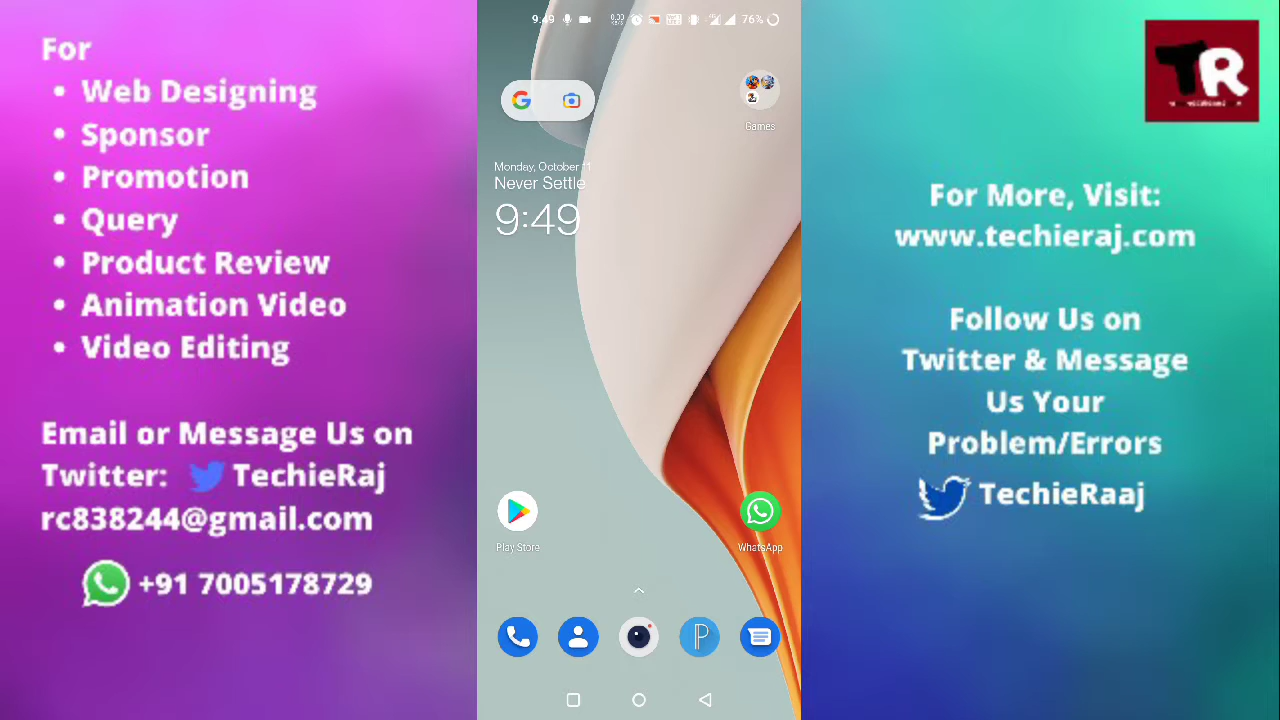 For
• Web Designing
• Sponsor
• Promotion
• Query
• Product Review
• Animation Video
• Video Editing
Email or Message Us on
Twitter: TechieRaj
rc838244@gmail.com
+91 7005178729
9:49
76%
Games
Monday, October 11
Never Settle
9:49
Play Store
WhatsApp
TR
For More, Visit:
www.techieraj.com
Follow Us on
Twitter & Message
Us Your
Problem/Errors
TechieRaaj